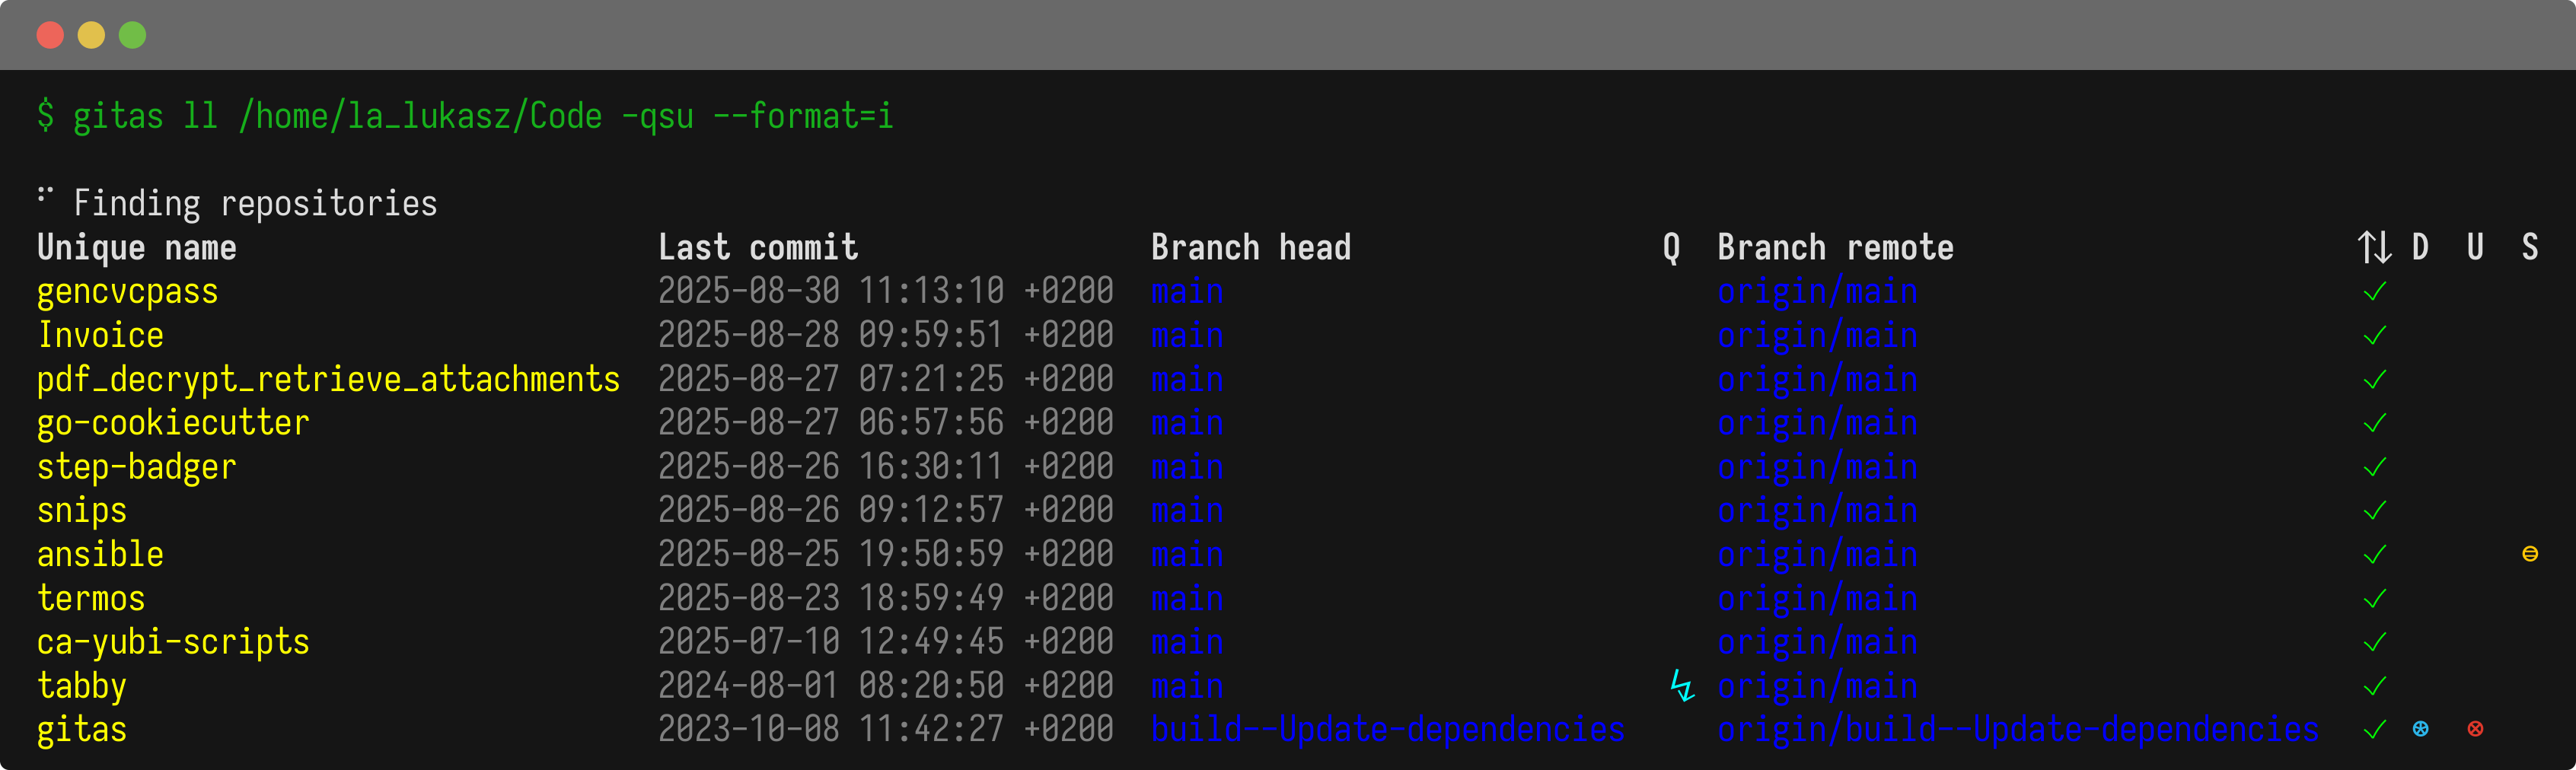 $ gitas ll /home/la_lukasz/Code -qsu --format=i
⠋ Finding repositories
Unique name Last commit Branch head Q Branch remote ↑↓ D U S
gencvcpass 2025-08-30 11:13:10 +0200 main origin/main ✓
Invoice 2025-08-28 09:59:51 +0200 main origin/main ✓
pdf_decrypt_retrieve_attachments 2025-08-27 07:21:25 +0200 main origin/main ✓
go-cookiecutter 2025-08-27 06:57:56 +0200 main origin/main ✓
step-badger 2025-08-26 16:30:11 +0200 main origin/main ✓
snips 2025-08-26 09:12:57 +0200 main origin/main ✓
ansible 2025-08-25 19:50:59 +0200 main origin/main ✓ ⊜
termos 2025-08-23 18:59:49 +0200 main origin/main ✓
ca-yubi-scripts 2025-07-10 12:49:45 +0200 main origin/main ✓
tabby 2024-08-01 08:20:50 +0200 main ↯ origin/main ✓
gitas 2023-10-08 11:42:27 +0200 build--Update-dependencies origin/build--Update-dependencies ✓ ⊛ ⊗